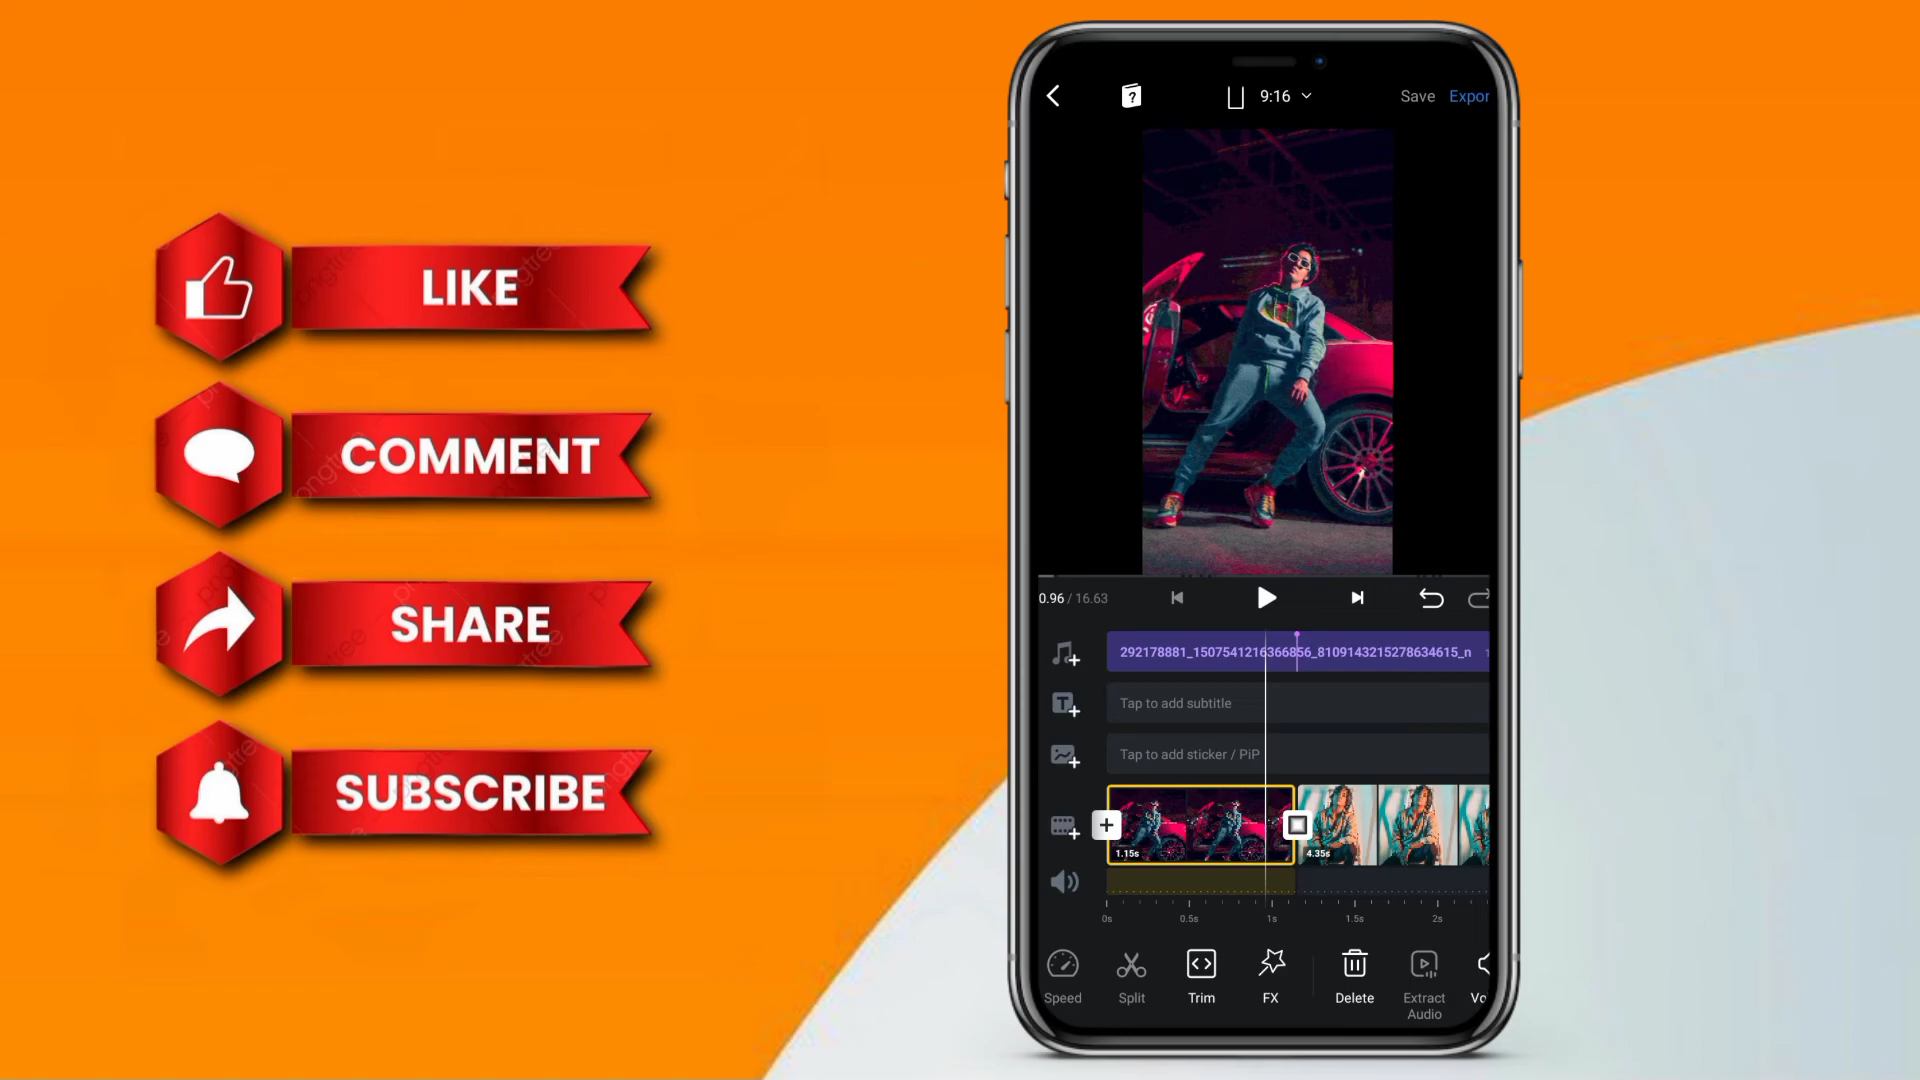 LIKE
COMMENT
SHARE
SUBSCRIBE
9:16
Save Expor
0.96 / 16.63
292178881_1507541216366856_8109143215278634615_n
Tap to add subtitle
Tap to add sticker / PiP
1.15s
4.35s
0s 0.5s 1s 1.5s 2s
Speed Split Trim FX Delete Extract Audio Vo
pngtree